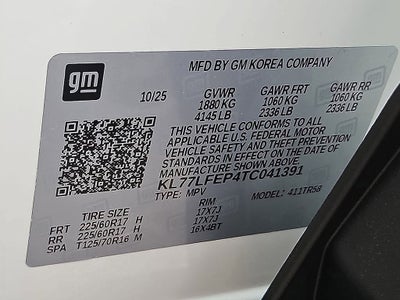 gm
MFD BY GM KOREA COMPANY
10/25 GVWR GAWR FRT GAWR RR
1880 KG 1060 KG 1060 KG
4145 LB 2336 LB 2336 LB
THIS VEHICLE CONFORMS TO ALL
APPLICABLE U.S. FEDERAL MOTOR
VEHICLE SAFETY AND THEFT PREVENTION
STANDARDS IN EFFECT ON THE DATE OF
MANUFACTURE SHOWN ABOVE.
KL77LFEP4TC041391
TYPE: MPV MODEL: 411TR58
TIRE SIZE RIM
FRT 225/60R17 H 17X7J
RR 225/60R17 H 17X7J
SPA T125/70R16 M 16X4BT